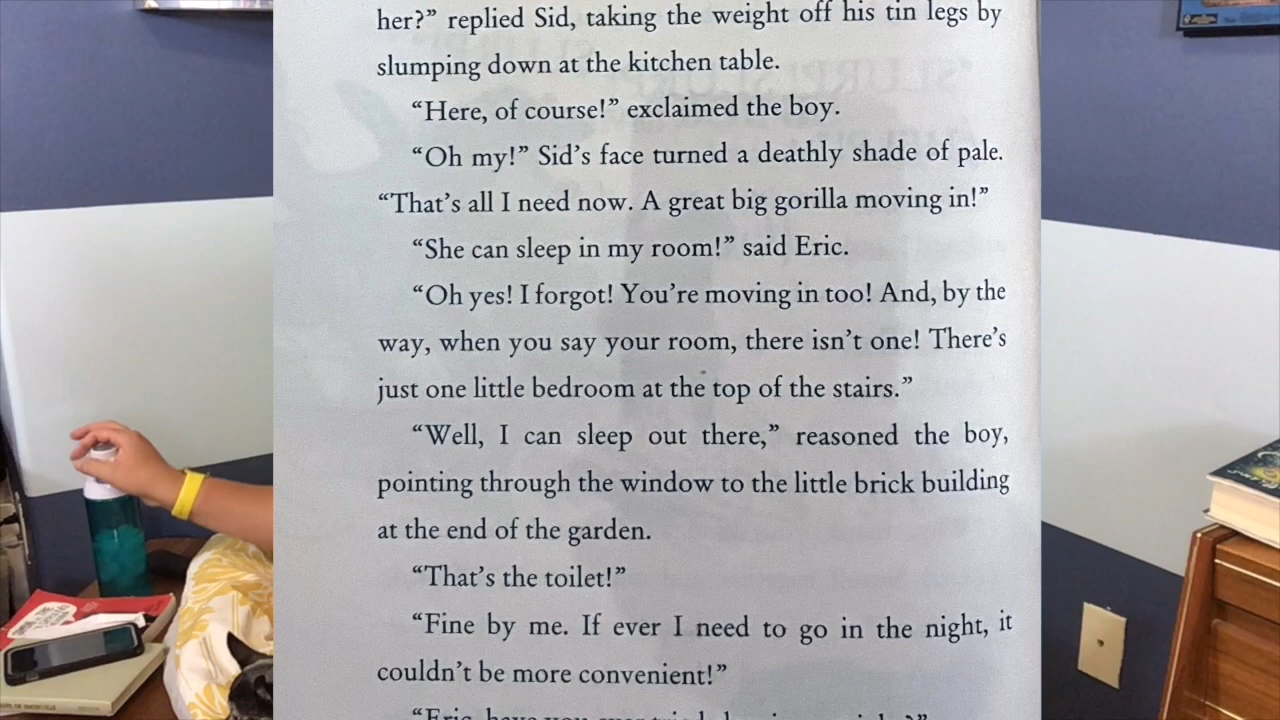 her?” replied Sid, taking the weight off his tin legs by
slumping down at the kitchen table.
“Here, of course!” exclaimed the boy.
“Oh my!” Sid’s face turned a deathly shade of pale.
“That’s all I need now. A great big gorilla moving in!”
“She can sleep in my room!” said Eric.
“Oh yes! I forgot! You’re moving in too! And, by the
way, when you say your room, there isn’t one! There’s
just one little bedroom at the top of the stairs.”
“Well, I can sleep out there,” reasoned the boy,
pointing through the window to the little brick building
at the end of the garden.
“That’s the toilet!”
“Fine by me. If ever I need to go in the night, it
couldn’t be more convenient!”
“Eric, have you ever